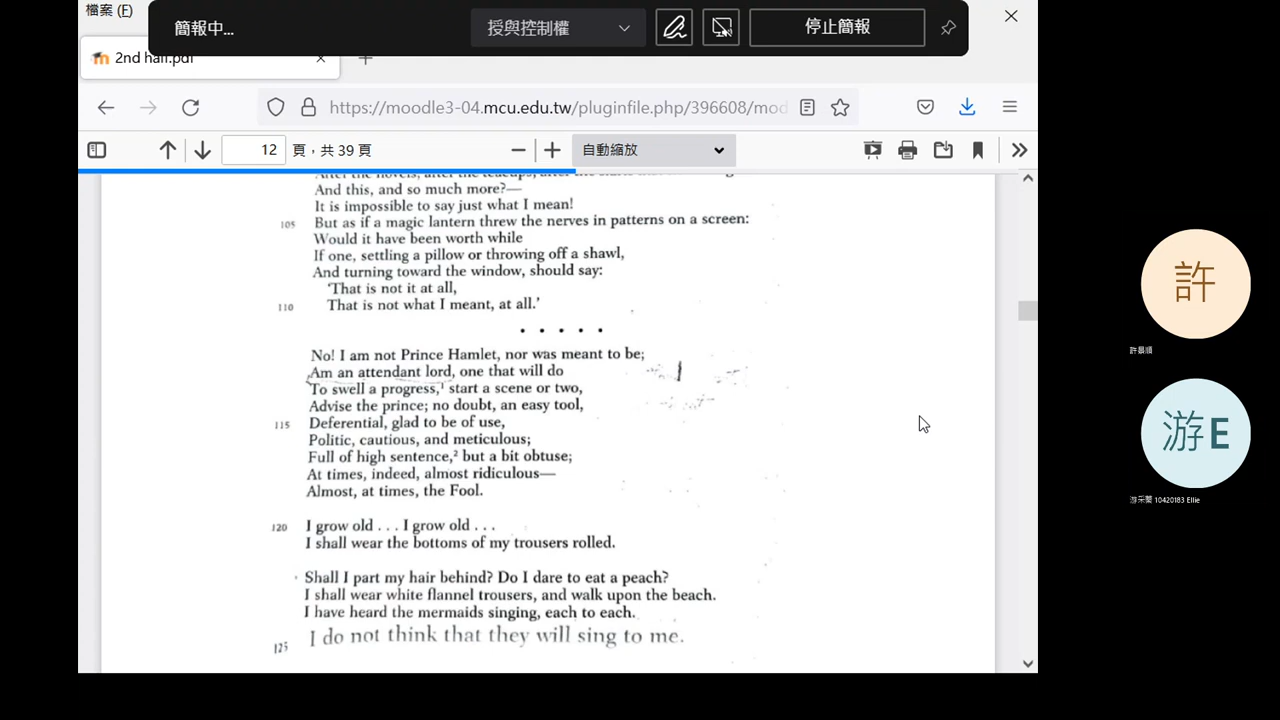 檔案 (F)
簡報中...
授與控制權
停止簡報
2nd half.pdf
https://moodle3-04.mcu.edu.tw/pluginfile.php/396608/mod
12 頁，共 39 頁
自動縮放
And this, and so much more?—
It is impossible to say just what I mean!
105 But as if a magic lantern threw the nerves in patterns on a screen:
Would it have been worth while
If one, settling a pillow or throwing off a shawl,
And turning toward the window, should say:
'That is not it at all,
110 That is not what I meant, at all.'
. . . . .
No! I am not Prince Hamlet, nor was meant to be;
Am an attendant lord, one that will do
To swell a progress,¹ start a scene or two,
Advise the prince; no doubt, an easy tool,
115 Deferential, glad to be of use,
Politic, cautious, and meticulous;
Full of high sentence,² but a bit obtuse;
At times, indeed, almost ridiculous—
Almost, at times, the Fool.
120 I grow old . . . I grow old . . .
I shall wear the bottoms of my trousers rolled.
Shall I part my hair behind? Do I dare to eat a peach?
I shall wear white flannel trousers, and walk upon the beach.
I have heard the mermaids singing, each to each.
125 I do not think that they will sing to me.
許
許景順
游E
10420183 Ellie